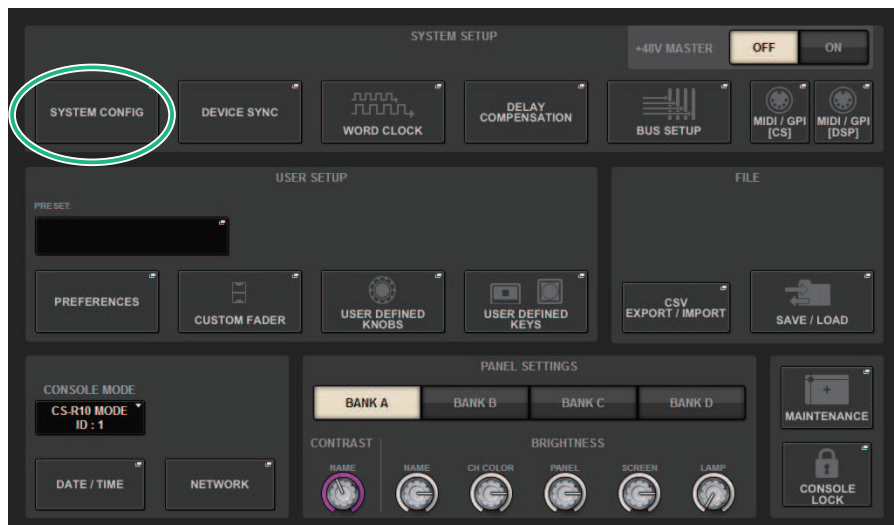 SYSTEM SETUP
+48V MASTER
OFF
ON
SYSTEM CONFIG
DEVICE SYNC
WORD CLOCK
DELAY
COMPENSATION
BUS SETUP
MIDI / GPI
[CS]
MIDI / GPI
[DSP]
USER SETUP
PRESET:
PREFERENCES
CUSTOM FADER
USER DEFINED
KNOBS
USER DEFINED
KEYS
FILE
CSV
EXPORT / IMPORT
SAVE / LOAD
CONSOLE MODE
CS-R10 MODE
ID : 1
DATE / TIME
NETWORK
PANEL SETTINGS
BANK A
BANK B
BANK C
BANK D
CONTRAST
BRIGHTNESS
NAME
NAME
CH COLOR
PANEL
SCREEN
LAMP
MAINTENANCE
CONSOLE
LOCK